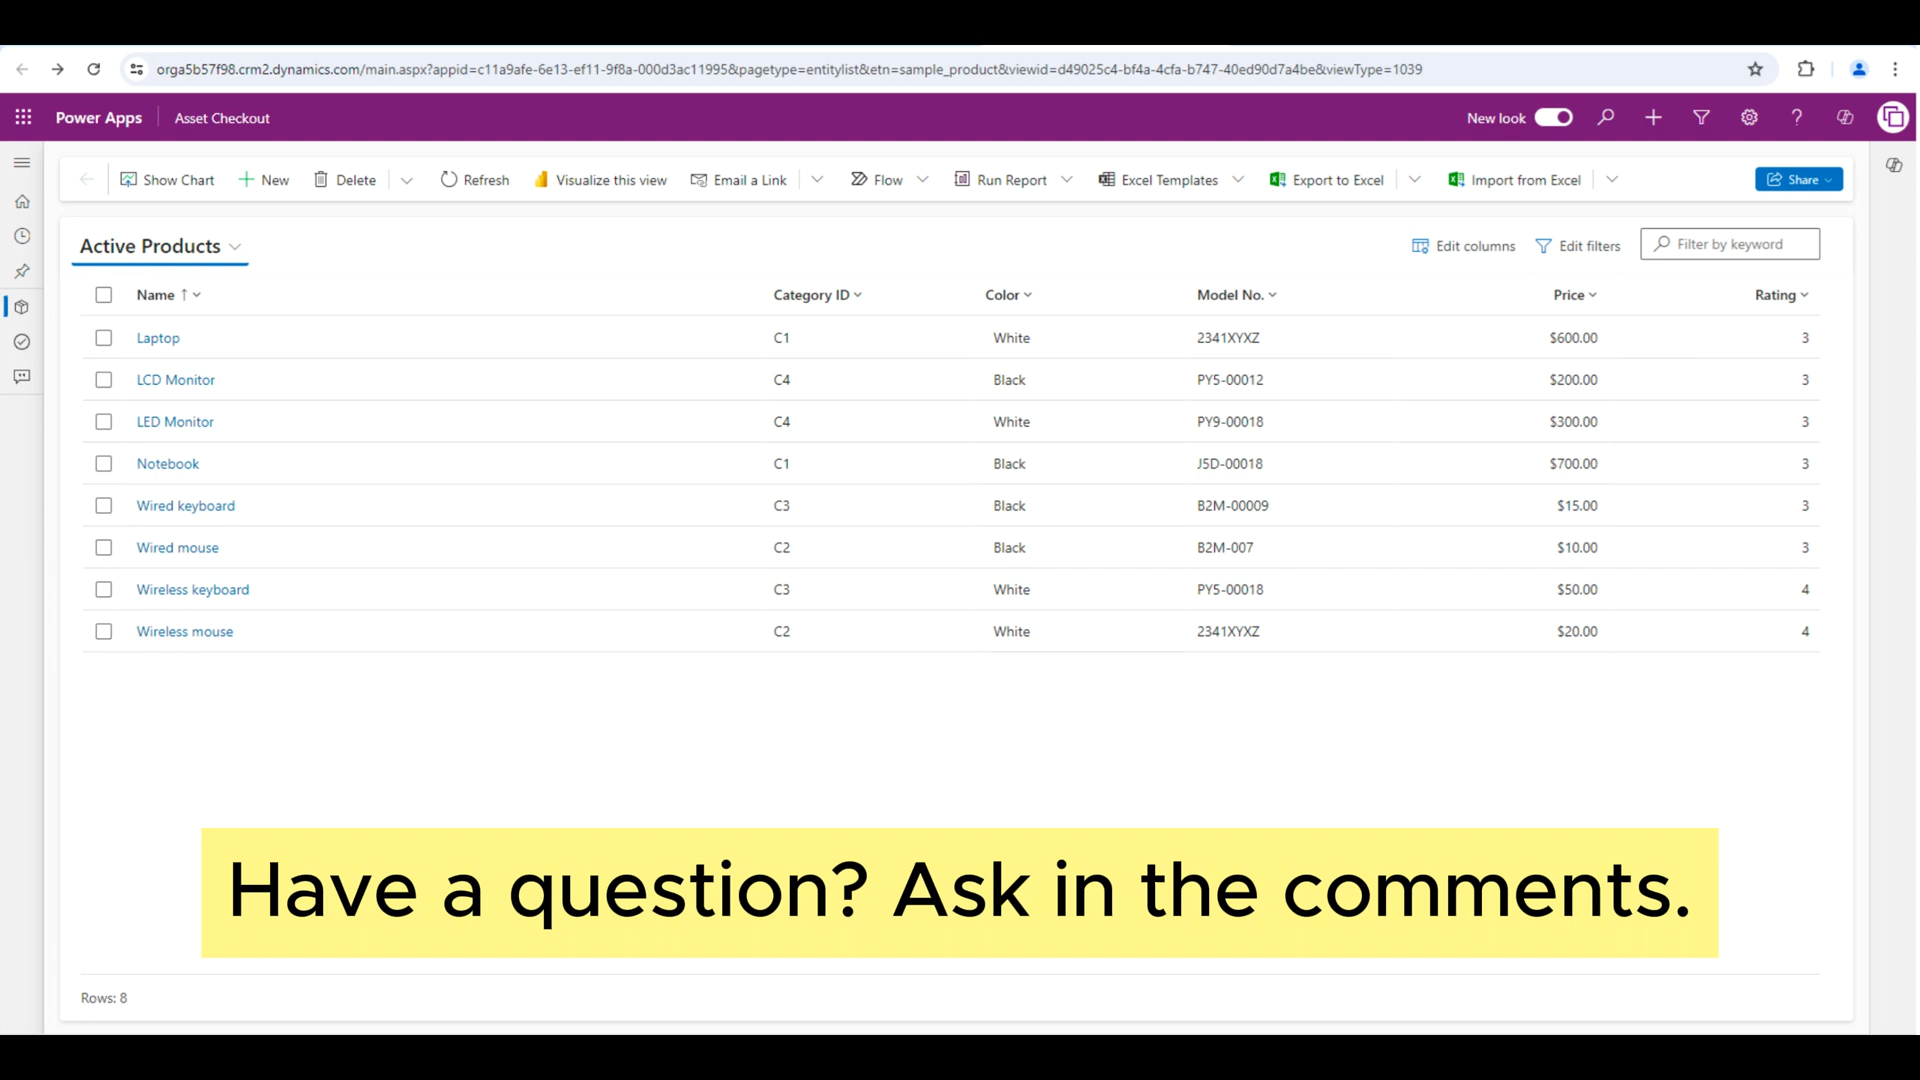 orga5b57f98.crm2.dynamics.com/main.aspx?appid=c11a9afe-6e13-ef11-9f8a-000d3ac11995&pagetype=entitylist&etn=sample_product&viewid=d49025c4-bf4a-4cfa-b747-40ed90d7a4be&viewType=1039
Power Apps Asset Checkout New look
Show Chart New Delete Refresh Visualize this view Email a Link Flow Run Report Excel Templates Export to Excel Import from Excel Share
Active Products Edit columns Edit filters Filter by keyword
Name Category ID Color Model No. Price Rating
Laptop C1 White 2341XYXZ $600.00 3
LCD Monitor C4 Black PY5-00012 $200.00 3
LED Monitor C4 White PY9-00018 $300.00 3
Notebook C1 Black J5D-00018 $700.00 3
Wired keyboard C3 Black B2M-00009 $15.00 3
Wired mouse C2 Black B2M-007 $10.00 3
Wireless keyboard C3 White PY5-00018 $50.00 4
Wireless mouse C2 White 2341XYXZ $20.00 4
Have a question? Ask in the comments.
Rows: 8